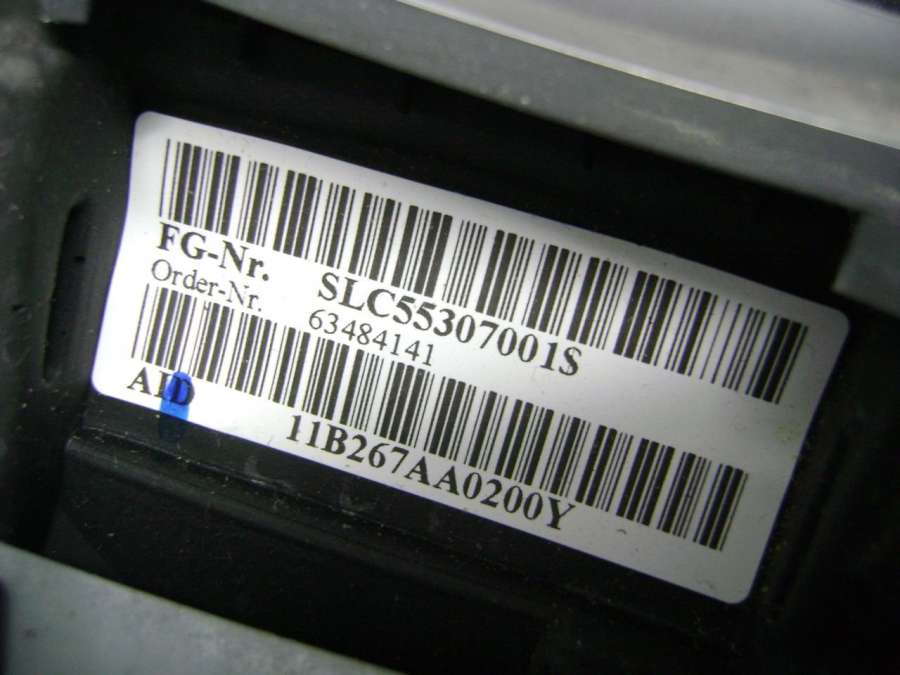 FG-Nr. SLC55307001S
Order-Nr. 63484141
AID 11B267AA0200Y